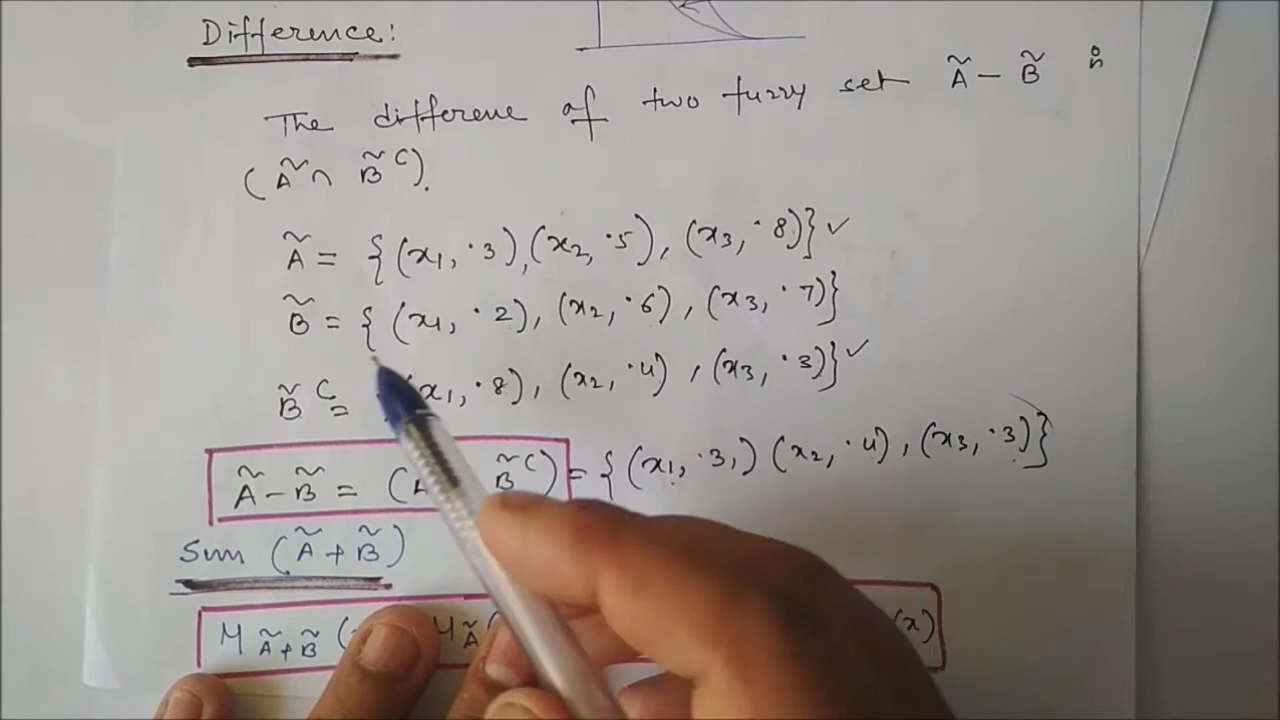 Difference:
The differene of two fuzzy set Ã - B̃ is
(Ã ∩ B̃ᶜ).
Ã = {(x₁, ·3), (x₂, ·5), (x₃, ·8)} ✓
B̃ = {(x₁, ·2), (x₂, ·6), (x₃, ·7)}
B̃ᶜ = (x₁, ·8), (x₂, ·4), (x₃, ·3)} ✓
Ã - B̃ = ( B̃ᶜ) = {(x₁, ·3,) (x₂, ·4), (x₃, ·3)}
Sum (Ã + B̃)
μ Ã+B̃ ( μ Ã ( (x)